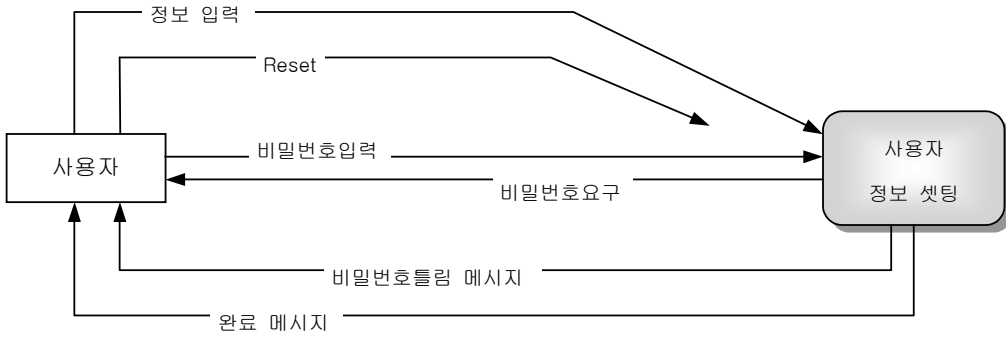 정보 입력
Reset
비밀번호입력
사용자
사용자
정보 셋팅
비밀번호요구
비밀번호틀림 메시지
완료 메시지